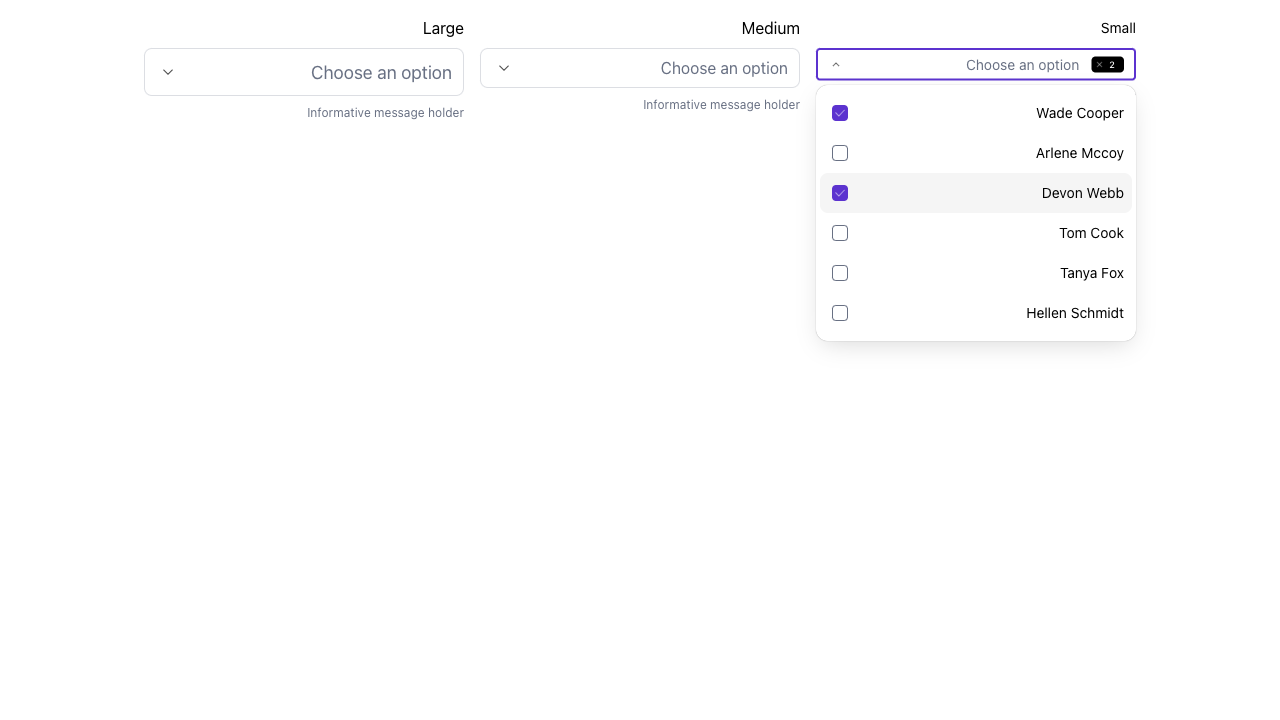 Large
Choose an option
Informative message holder
Medium
Choose an option
Informative message holder
Small
Choose an option 2
Wade Cooper
Arlene Mccoy
Devon Webb
Tom Cook
Tanya Fox
Hellen Schmidt